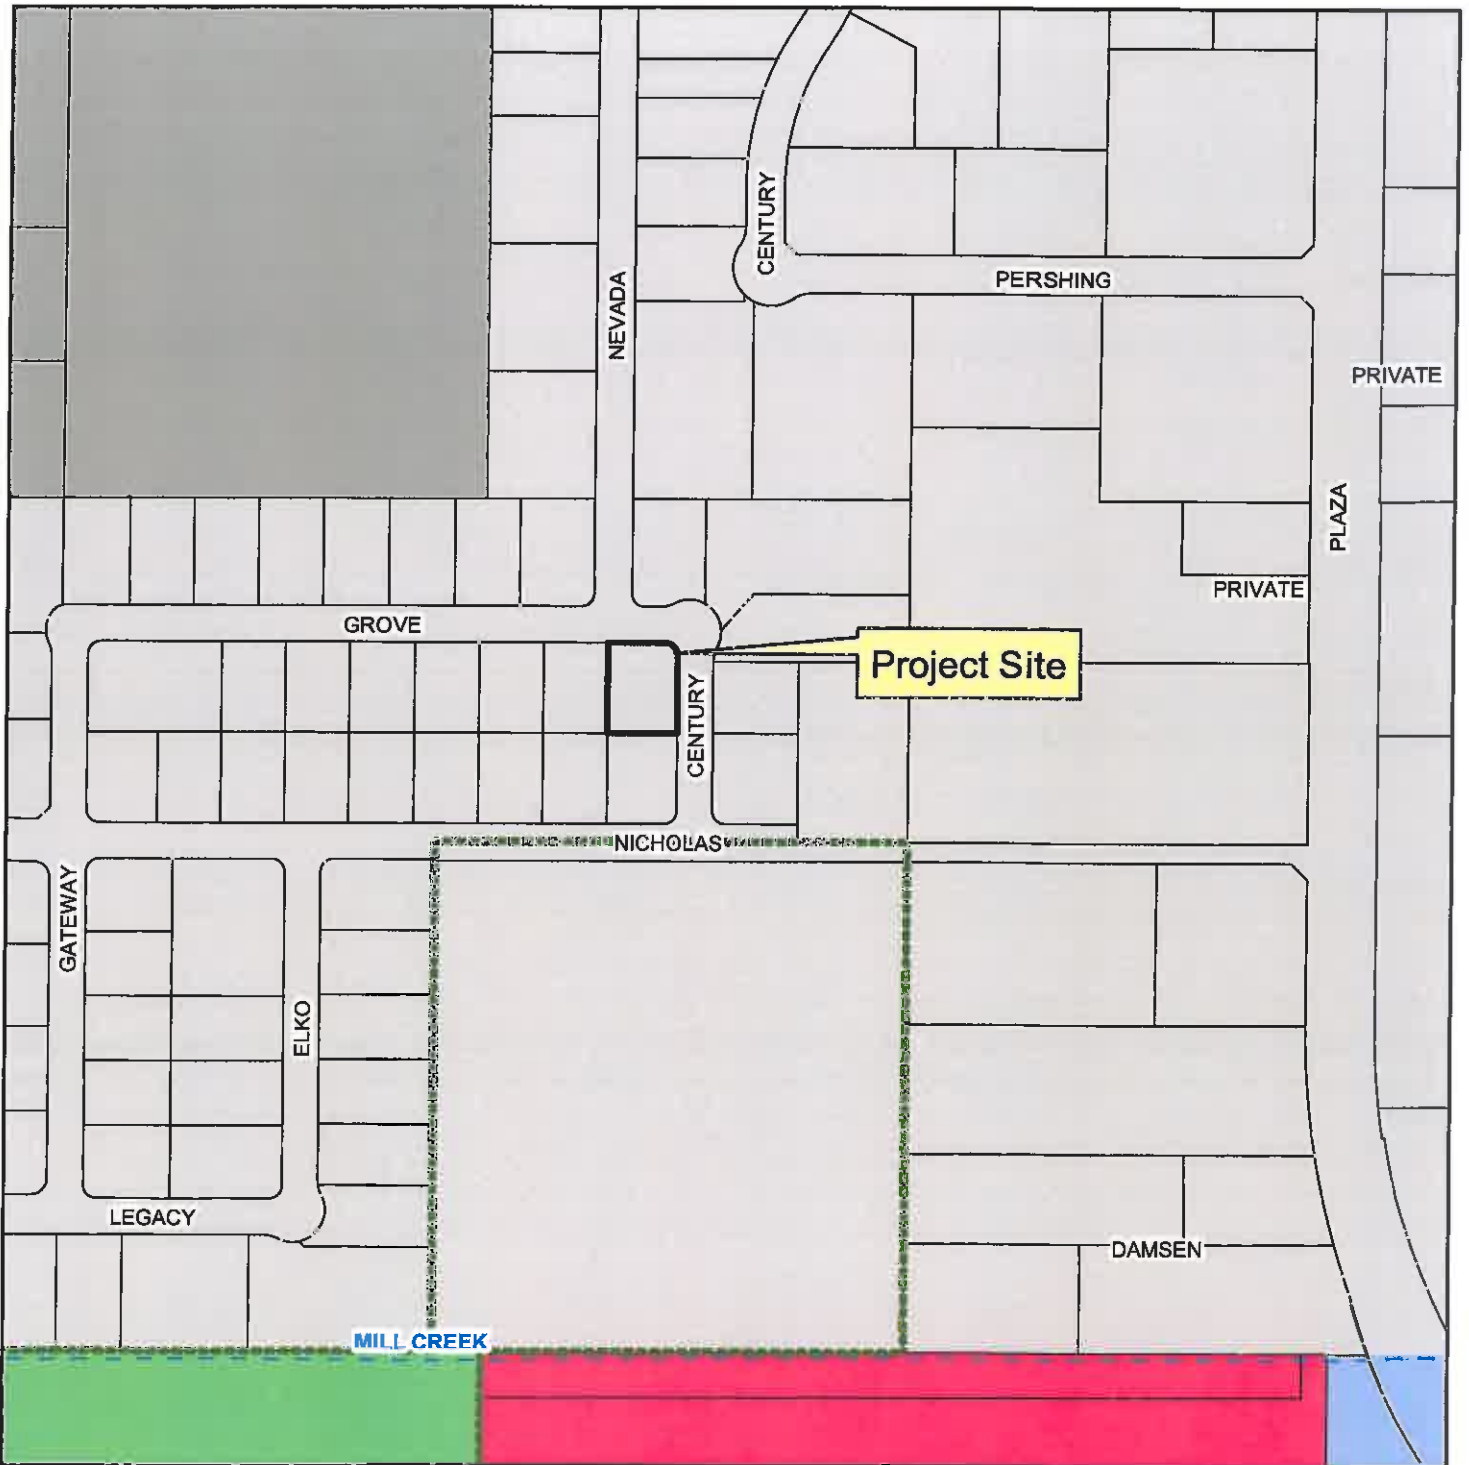 CENTURY
PERSHING
NEVADA
PRIVATE
PLAZA
PRIVATE
GROVE
Project Site
CENTURY
NICHOLAS
GATEWAY
ELKO
LEGACY
DAMSEN
MILL CREEK